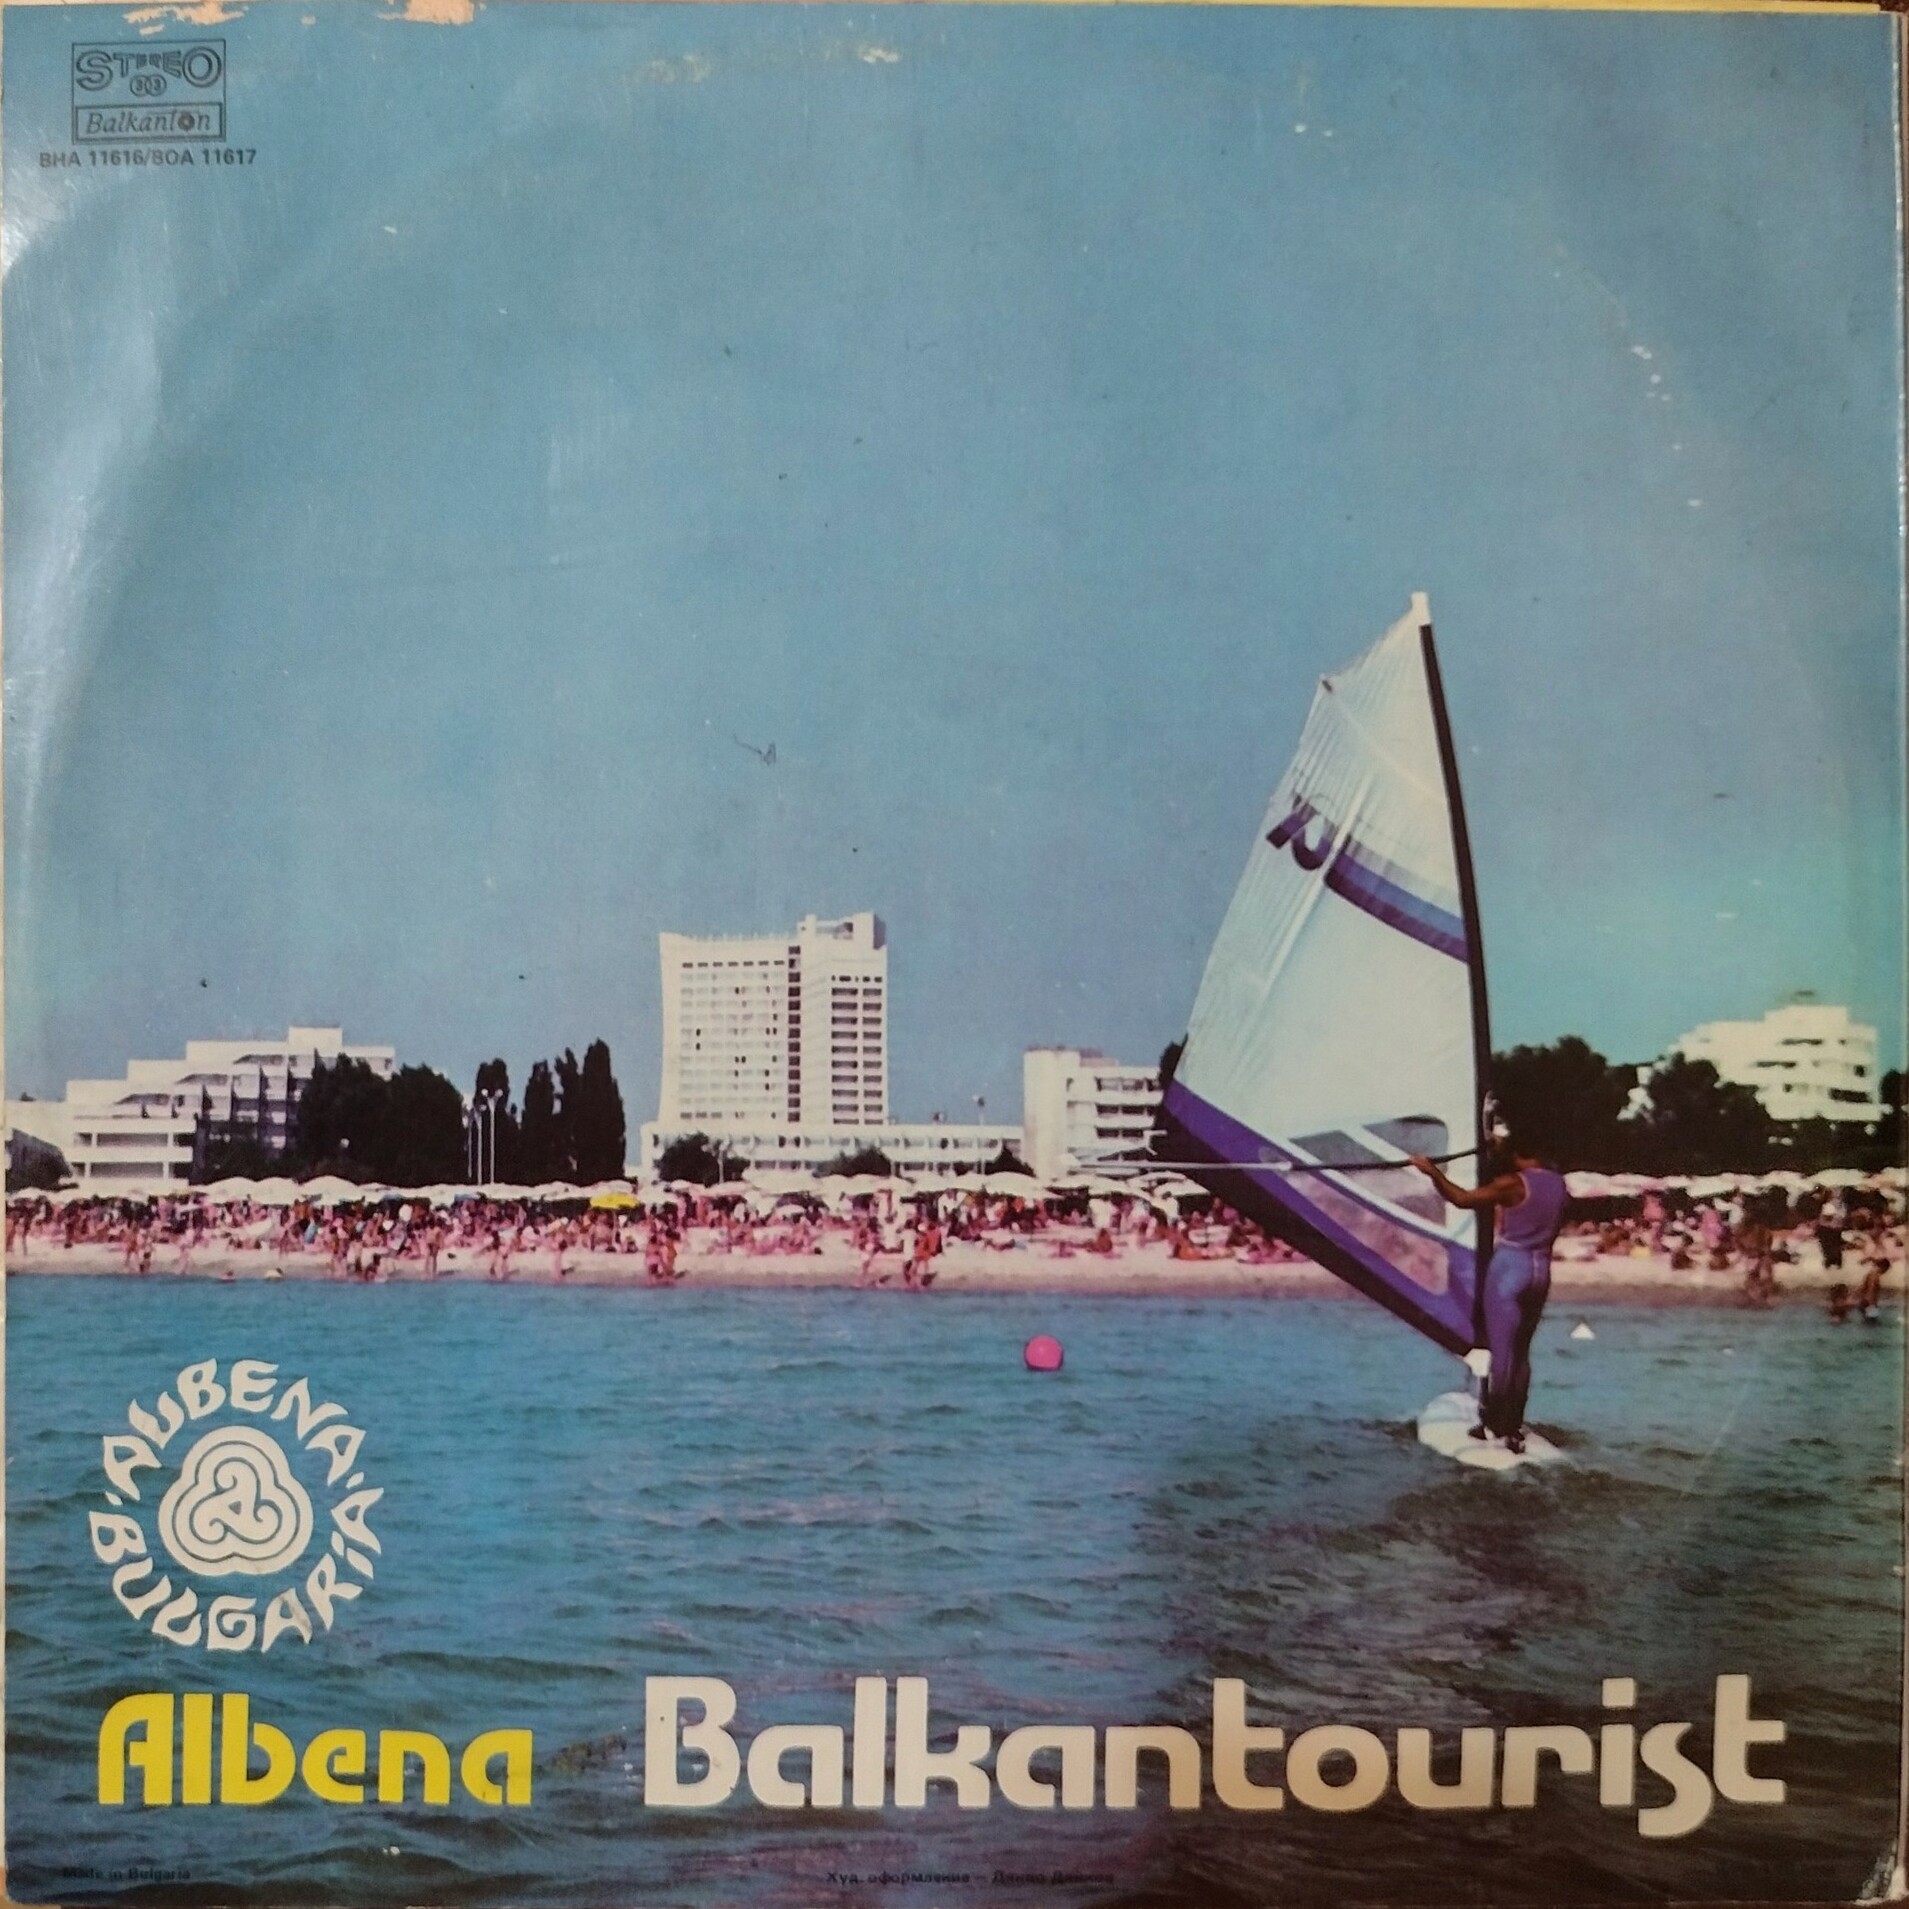 STEREO
33
Balkanton
BHA 11616/BOA 11617
"ALBENA"
BULGARIA
Albena Balkantourist
Made in Bulgaria
Худ. оформление –